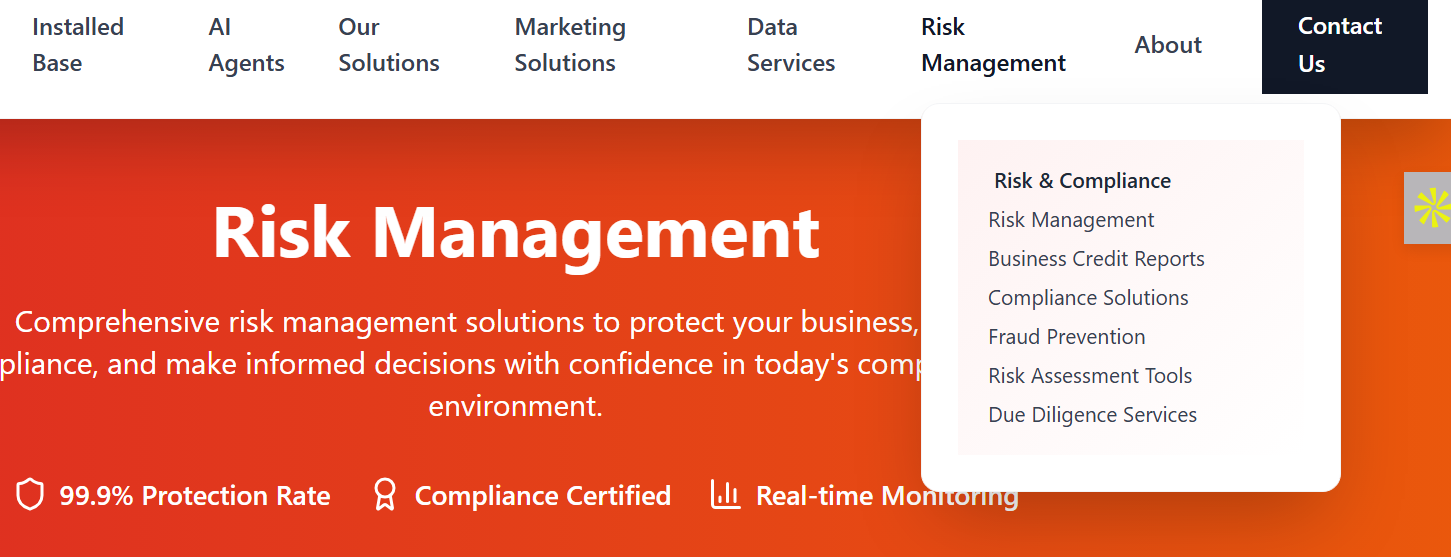 Installed Base
AI Agents
Our Solutions
Marketing Solutions
Data Services
Risk Management
About
Contact Us
Risk & Compliance
Risk Management
Business Credit Reports
Compliance Solutions
Fraud Prevention
Risk Assessment Tools
Due Diligence Services
Risk Management
Comprehensive risk management solutions to protect your business,
pliance, and make informed decisions with confidence in today's comp
environment.
99.9% Protection Rate
Compliance Certified
Real-time Monitoring